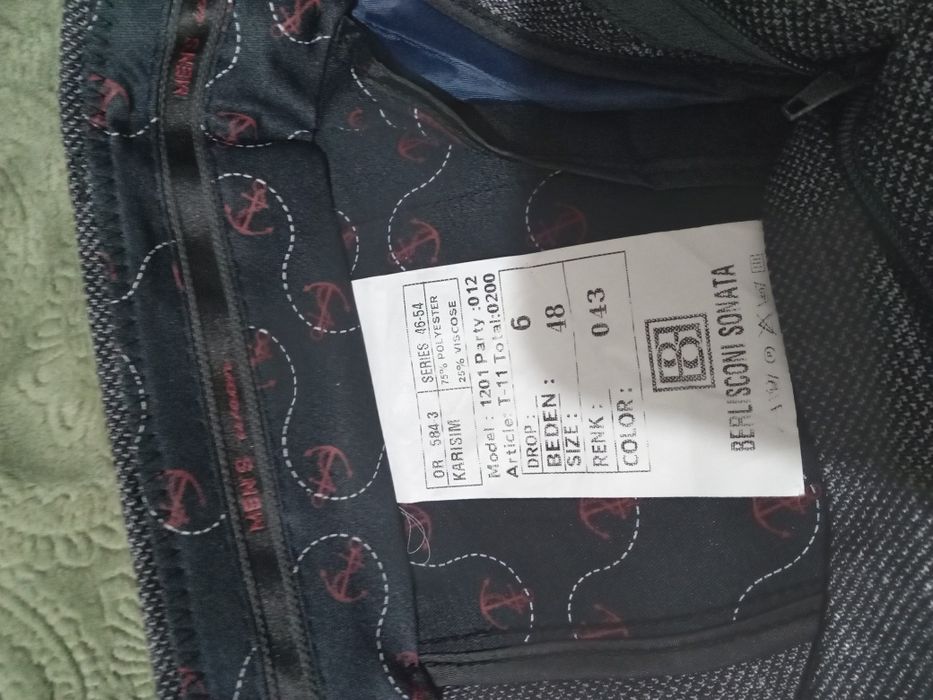 OR 584-3 SERIES 46-54
KARISIM 75% POLYESTER
25% VISCOSE
Model : 1201 Party :012
Article: T-11 Total:0200
DROP : 6
BEDEN :
SIZE : 48
RENK : 043
COLOR :
BERLISCONI SONATA
MEN'S
MEN'S